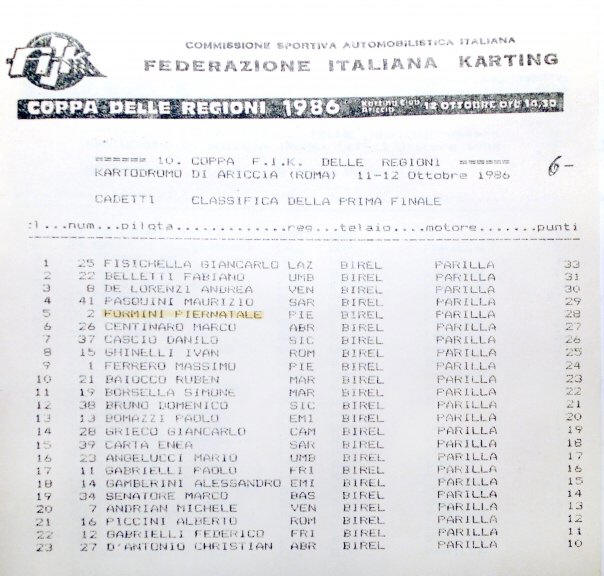 COMMISSIONE SPORTIVA AUTOMOBILISTICA ITALIANA
fik FEDERAZIONE ITALIANA KARTING
COPPA DELLE REGIONI 1986 Karting Club Ariccia 12 OTTOBRE ORE 14.30
====== 10. COPPA F.I.K. DELLE REGIONI ====== 6-
KARTODROMO DI ARICCIA (ROMA) 11-12 Ottobre 1986
CADETTI CLASSIFICA DELLA PRIMA FINALE
:l...num...pilota.............reg...telaio....motore.......punti
1 25 FISICHELLA GIANCARLO LAZ BIREL PARILLA 33
2 22 BELLETTI FABIANO UMB BIREL PARILLA 31
3 8 DE LORENZI ANDREA VEN BIREL PARILLA 30
4 41 PASQUINI MAURIZIO SAR BIREL PARILLA 29
5 2 FORMINI PIERNATALE PIE BIREL PARILLA 28
6 26 CENTINARO MARCO ABR BIREL PARILLA 27
7 37 CASCIO DANILO SIC BIREL PARILLA 26
8 15 GHINELLI IVAN ROM BIREL PARILLA 25
9 1 FERRERO MASSIMO PIE BIREL PARILLA 24
10 21 BAIOCCO RUBEN MAR BIREL PARILLA 23
11 19 BORSELLA SIMONE MAR BIREL PARILLA 22
12 38 BRUNO DOMENICO SIC BIREL PARILLA 21
13 13 BOMAZZI PAOLO EMI BIREL PARILLA 20
14 28 GRIECO GIANCARLO CAM BIREL PARILLA 19
15 39 CARTA ENEA SAR BIREL PARILLA 18
16 23 ANGELUCCI MARIO UMB BIREL PARILLA 17
17 11 GABRIELLI PAOLO FRI BIREL PARILLA 16
18 14 GAMBERINI ALESSANDRO EMI BIREL PARILLA 15
19 34 SENATORE MARCO BAS BIREL PARILLA 14
20 7 ANDRIAN MICHELE VEN BIREL PARILLA 13
21 16 PICCINI ALBERTO ROM BIREL PARILLA 12
22 12 GABRIELLI FEDERICO FRI BIREL PARILLA 11
23 27 D'ANTONIO CHRISTIAN ABR BIREL PARILLA 10